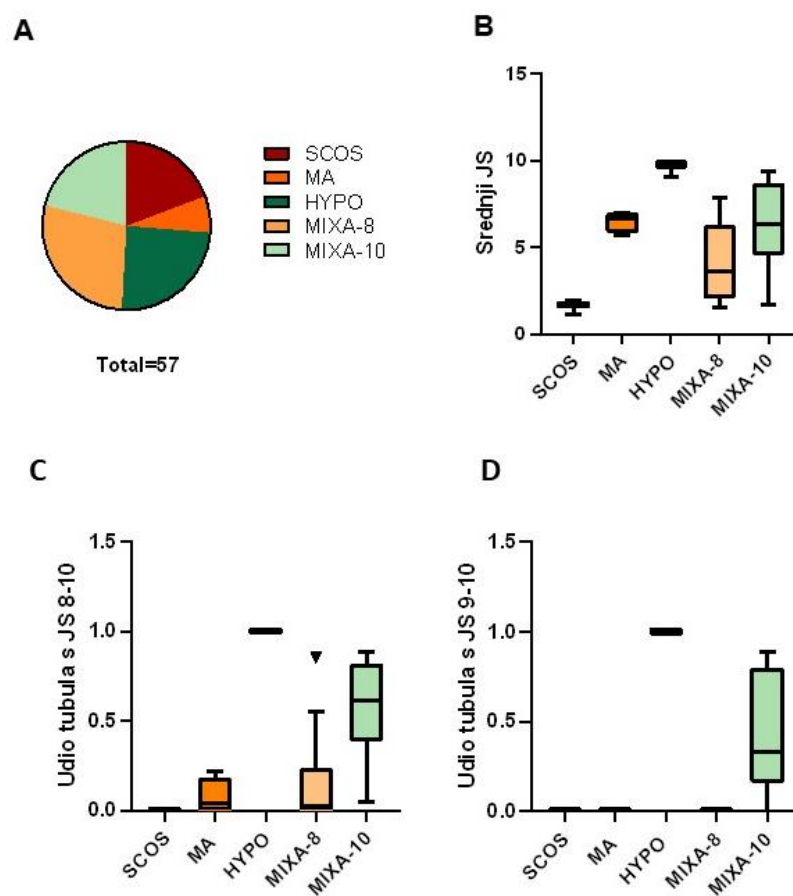 A
SCOS
MA
HYPO
MIXA-8
MIXA-10
Total=57
B
Srednji JS
15
10
5
0
SCOS
MA
HYPO
MIXA-8
MIXA-10
C
Udio tubula s JS 8-10
1.5
1.0
0.5
0.0
SCOS
MA
HYPO
MIXA-8
MIXA-10
D
Udio tubula s JS 9-10
1.5
1.0
0.5
0.0
SCOS
MA
HYPO
MIXA-8
MIXA-10